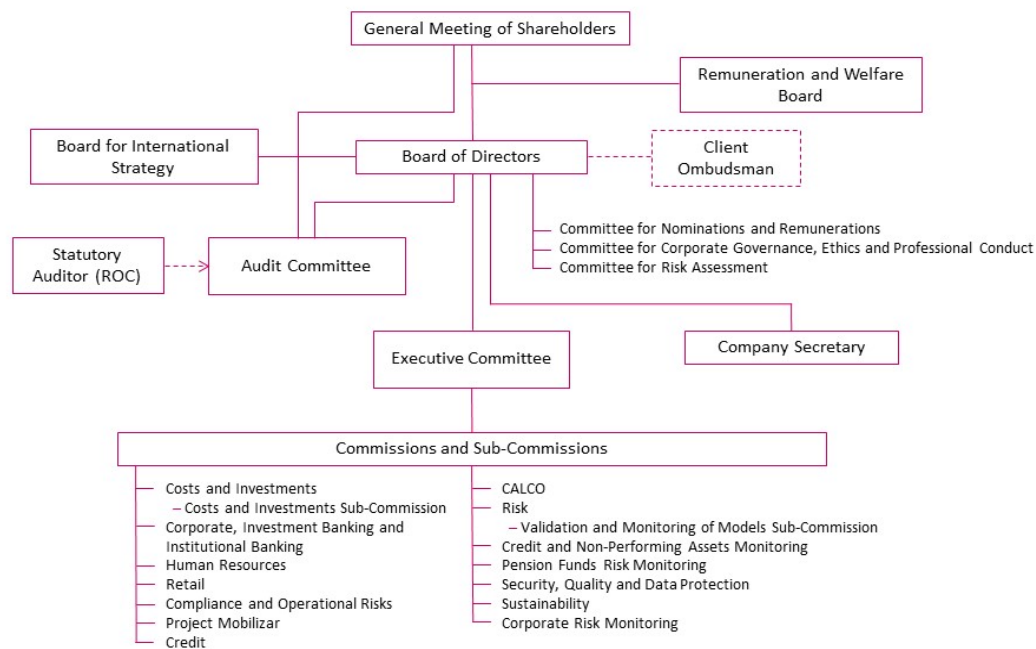 General Meeting of Shareholders
Remuneration and Welfare
Board
Board for International
Strategy
Board of Directors
Client
Ombudsman
Committee for Nominations and Remunerations
Committee for Corporate Governance, Ethics and Professional Conduct
Committee for Risk Assessment
Statutory
Auditor (ROC)
Audit Committee
Executive Committee
Company Secretary
Commissions and Sub-Commissions
Costs and Investments
– Costs and Investments Sub-Commission
Corporate, Investment Banking and
Institutional Banking
Human Resources
Retail
Compliance and Operational Risks
Project Mobilizar
Credit
CALCO
Risk
– Validation and Monitoring of Models Sub-Commission
Credit and Non-Performing Assets Monitoring
Pension Funds Risk Monitoring
Security, Quality and Data Protection
Sustainability
Corporate Risk Monitoring